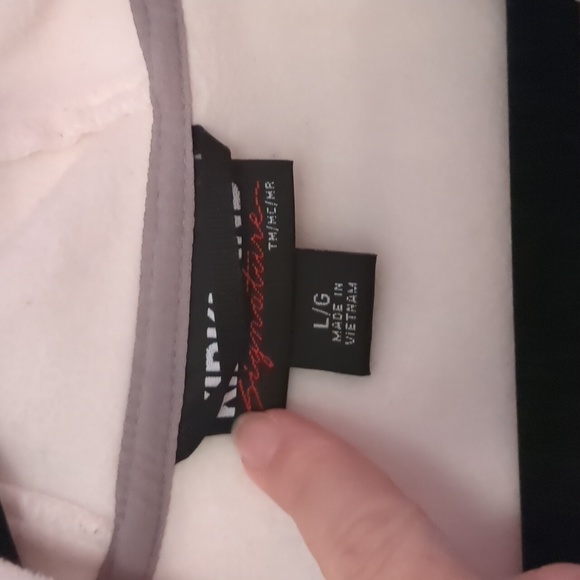 Signature
TM/MC/MR
L/G
MADE IN
VIETNAM